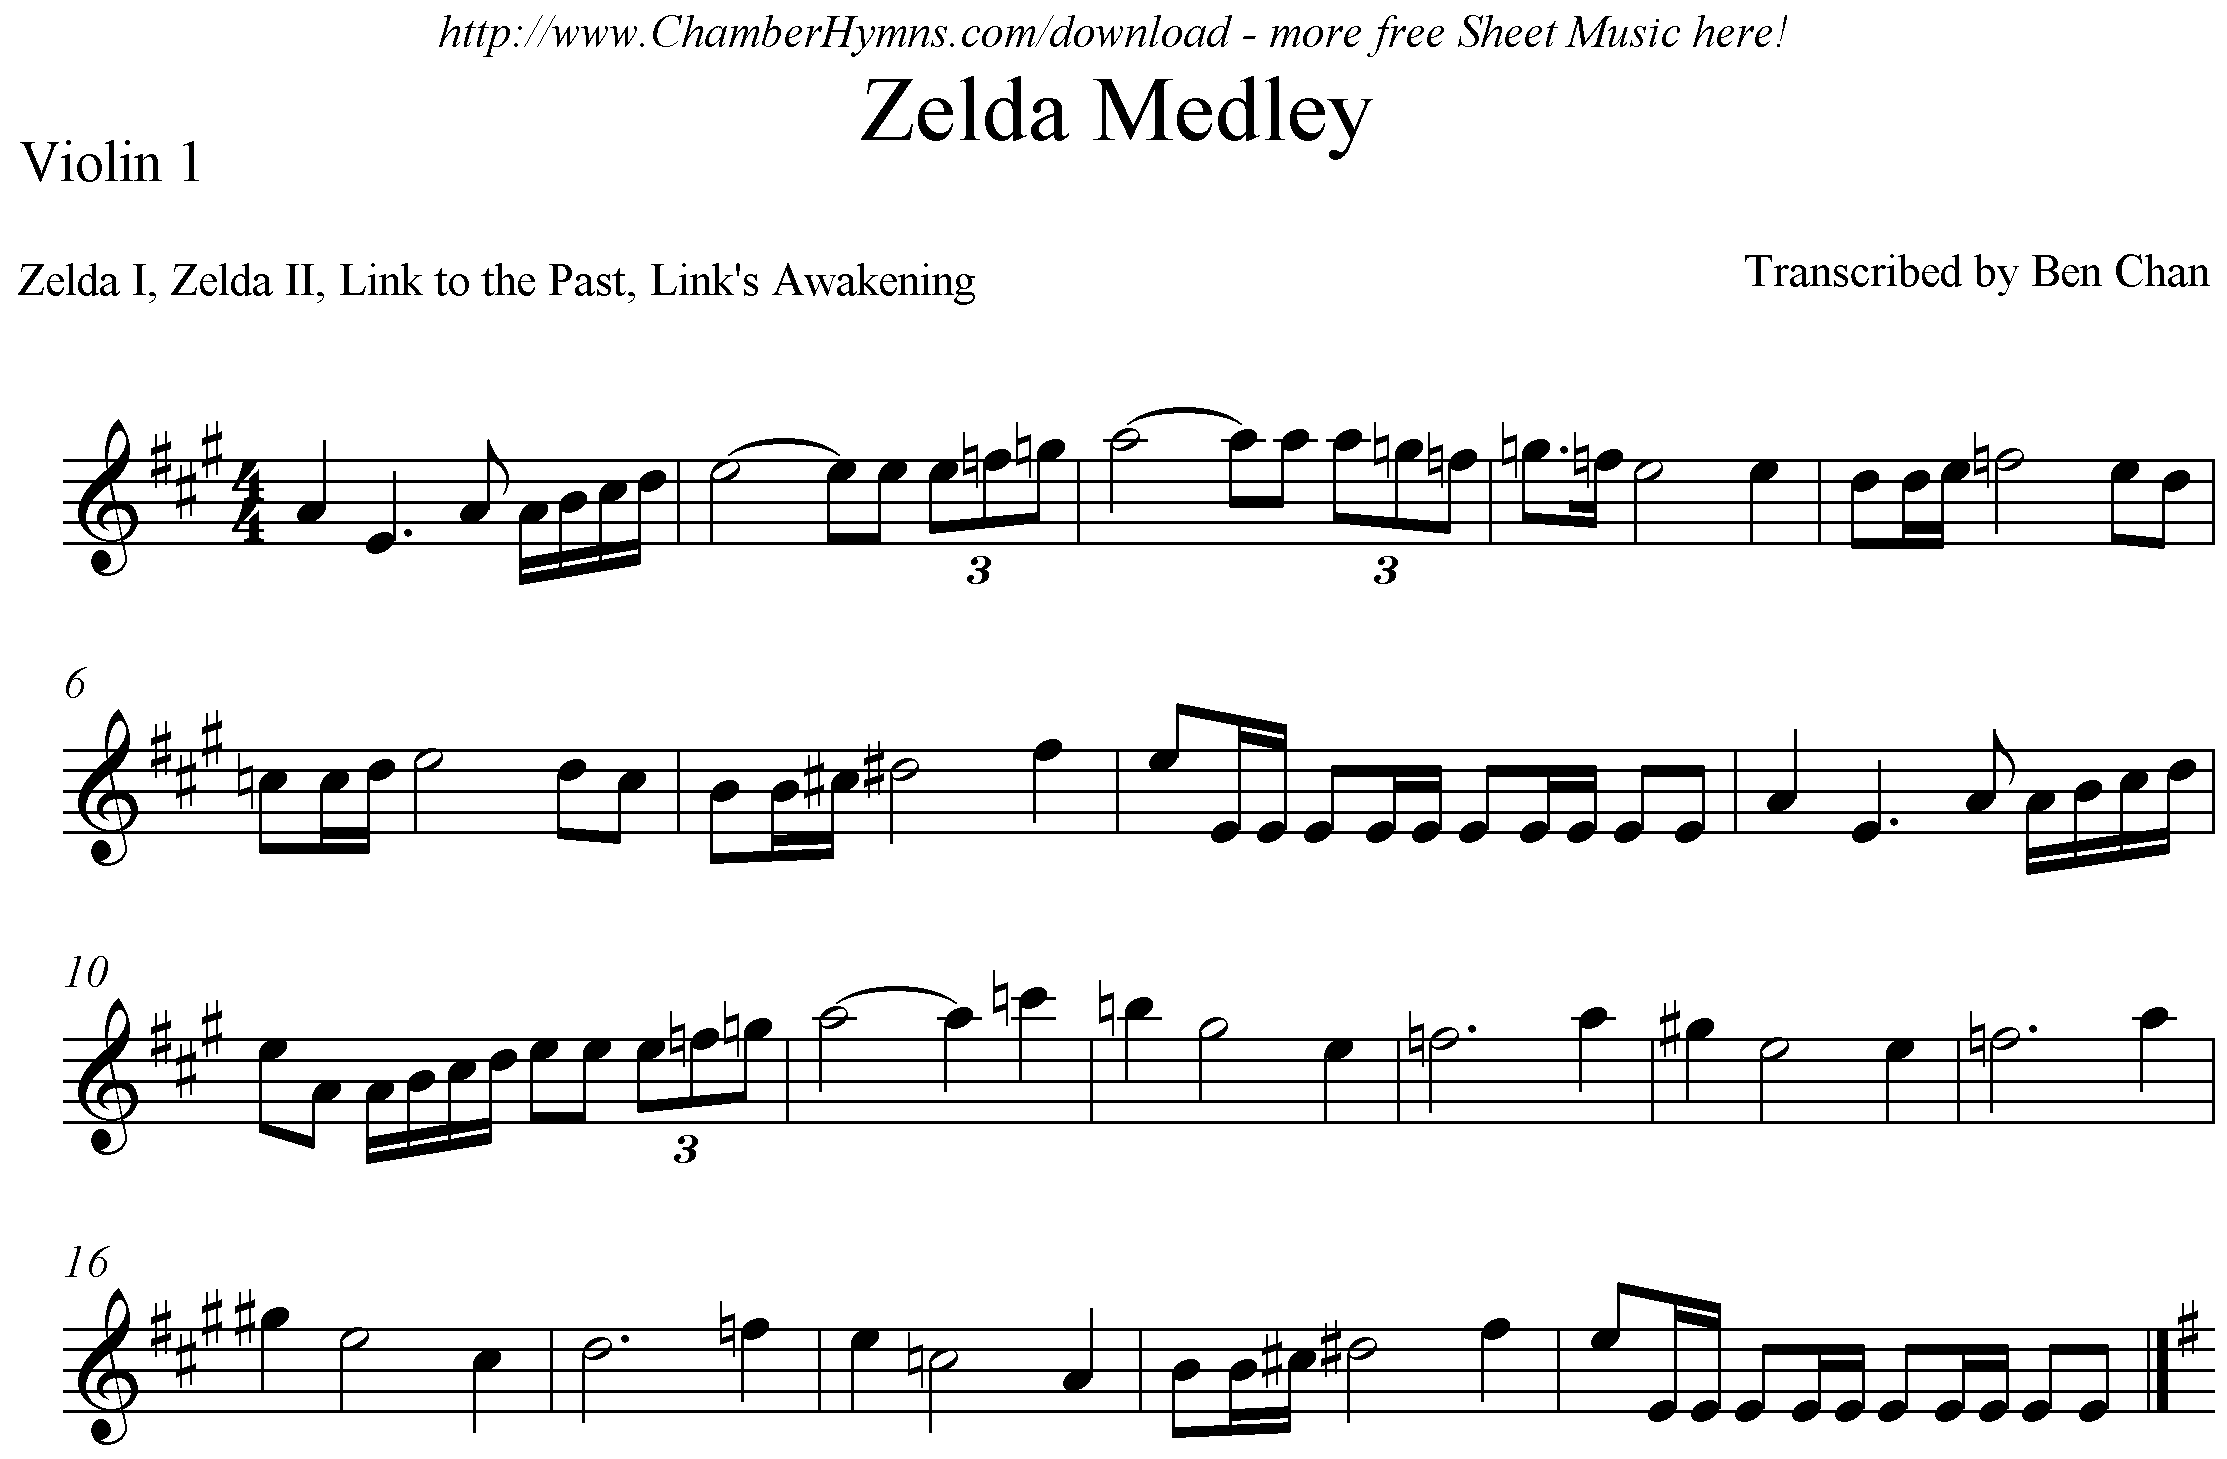 http://www.ChamberHymns.com/download - more free Sheet Music here!
Zelda Medley
Violin 1
Zelda I, Zelda II, Link to the Past, Link's Awakening
Transcribed by Ben Chan
4
4
3
3
6
10
3
16